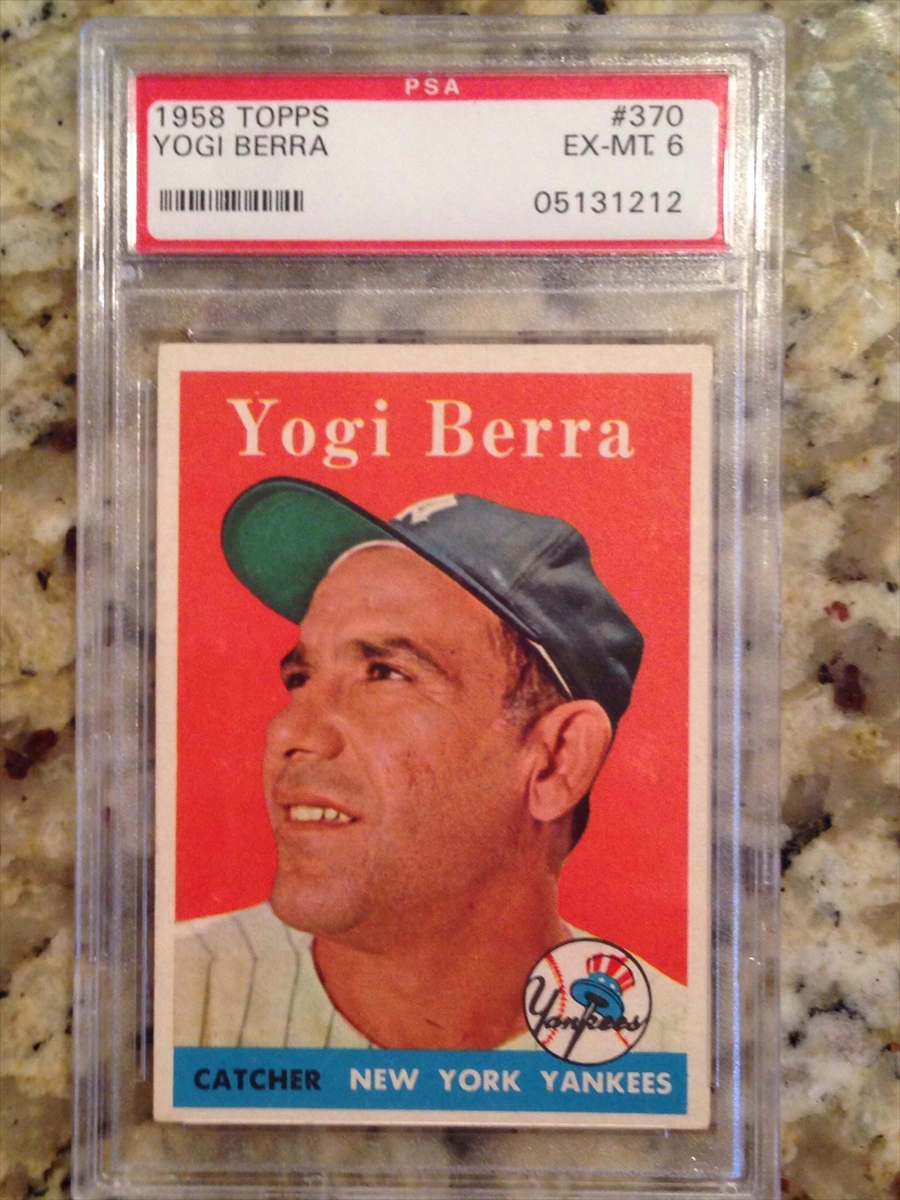 PSA
1958 TOPPS #370
YOGI BERRA EX-MT. 6
05131212
Yogi Berra
Yankees
CATCHER NEW YORK YANKEES